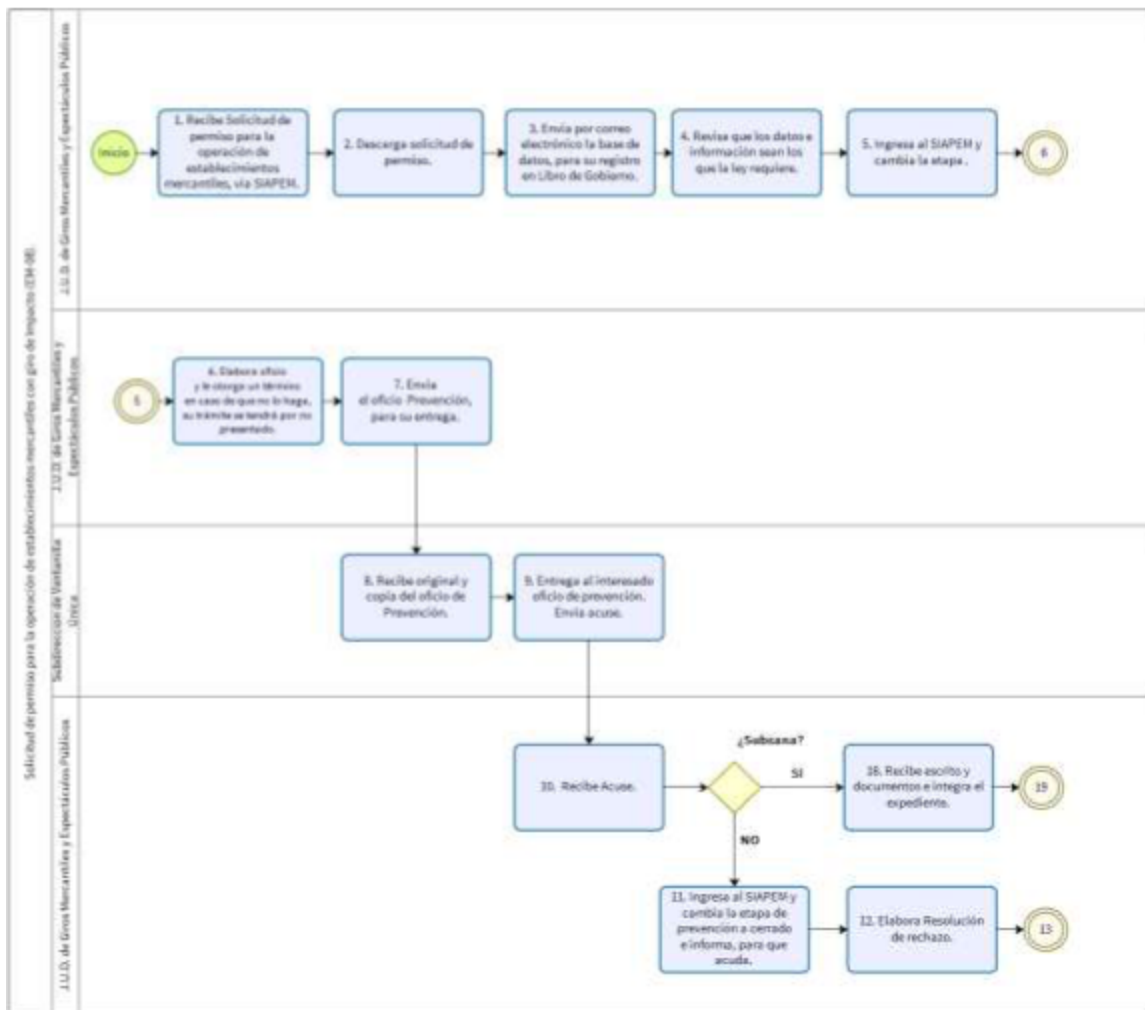 Solicitud de permiso para la operación de establecimientos mercantiles con giro de Impacto (EM-08).
J.U.D. de Giros Mercantiles y Espectáculos Públicos
Inicio
1. Recibe Solicitud de
permiso para la
operación de
establecimientos
mercantiles, via SIAPEM.
2. Descarga solicitud de
permiso.
3. Envia por correo
electrónico la base de
datos, para su registro
en Libro de Gobierno.
4. Revisa que los datos e
información sean los
que la ley requiere.
5. Ingresa al SIAPEM y
cambia la etapa .
6
J.U.D. de Giros Mercantiles y
Espectáculos Públicos
5
6. Elabora oficio
y le otorga un término
en caso de que no lo haga,
su trámite se tendrá por no
presentado.
7. Envia
el oficio Prevención,
para su entrega.
Subdirección de Ventanilla
Única
8. Recibe original y
copia del oficio de
Prevención.
9. Entrega al interesado
oficio de prevención.
Envia acuse.
J.U.D. de Giros Mercantiles y Espectáculos Públicos
10. Recibe Acuse.
¿Subsana?
SI
18. Recibe escrito y
documentos e integra el
expediente.
19
NO
11. Ingresa al SIAPEM y
cambia la etapa de
prevención a cerrado
e informa, para que
acuda.
12. Elabora Resolución
de rechazo.
13